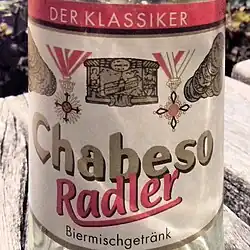 DER KLASSIKER
Chabeso
Radler
Biermischgetränk